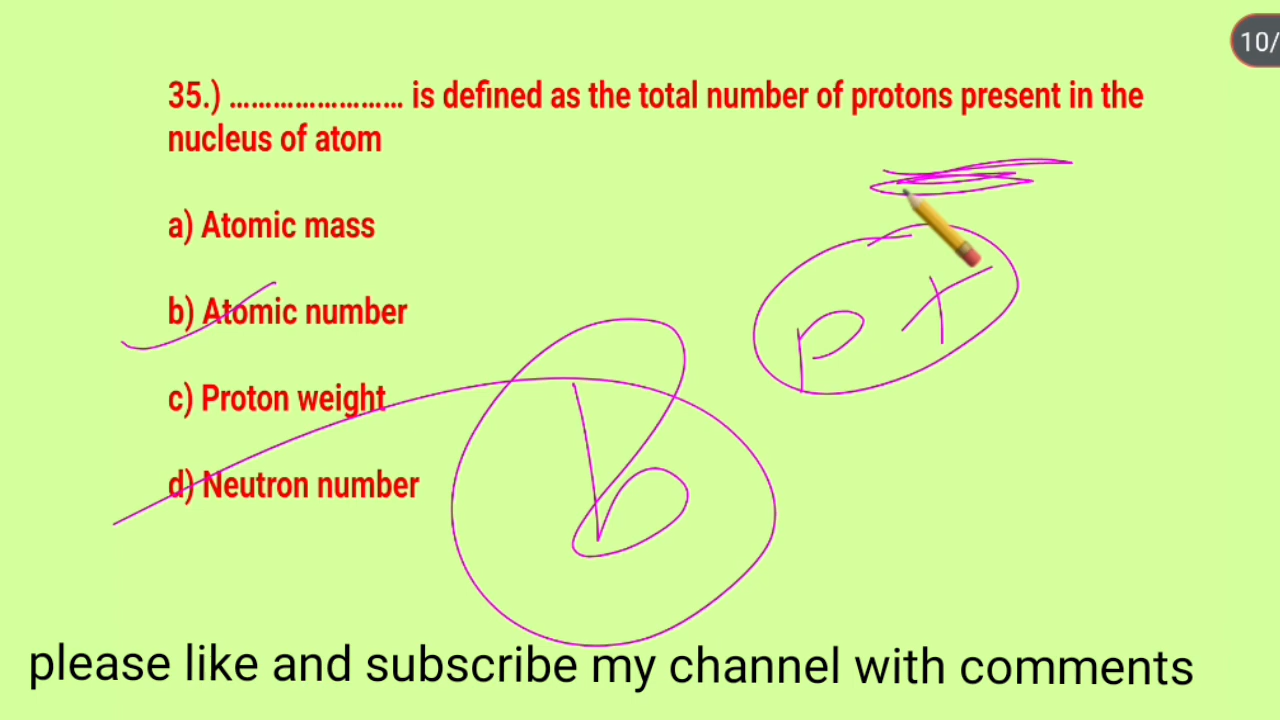 10/
35.) ........................ is defined as the total number of protons present in the
nucleus of atom
a) Atomic mass
b) Atomic number
c) Proton weight
d) Neutron number
b
p+
please like and subscribe my channel with comments